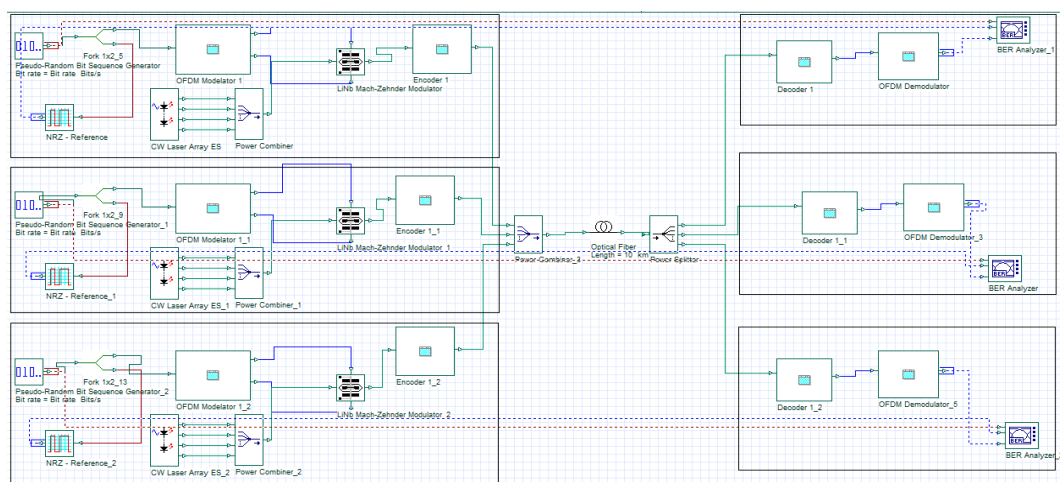 BER Analyzer_1
Fork 1x2_5
Pseudo-Random Bit Sequence Generator
Bit rate = Bit rate Bits/s
OFDM Modelator 1
LiNb Mach-Zehnder Modulator
Encoder 1
NRZ - Reference
CW Laser Array ES
Power Combiner
Decoder 1
OFDM Demodulator
Fork 1x2_9
Pseudo-Random Bit Sequence Generator_1
Bit rate = Bit rate Bits/s
OFDM Modelator 1_1
LiNb Mach-Zehnder Modulator_1
Encoder 1_1
NRZ - Reference_1
CW Laser Array ES_1
Power Combiner_1
Power Combiner_3
Optical Fiber
Length = 10 km
Power Splitter
Decoder 1_1
OFDM Demodulator_3
BER Analyzer
Fork 1x2_13
Pseudo-Random Bit Sequence Generator_2
Bit rate = Bit rate Bits/s
OFDM Modelator 1_2
LiNb Mach-Zehnder Modulator_2
Encoder 1_2
NRZ - Reference_2
CW Laser Array ES_2
Power Combiner_2
Decoder 1_2
OFDM Demodulator_5
BER Analyzer_